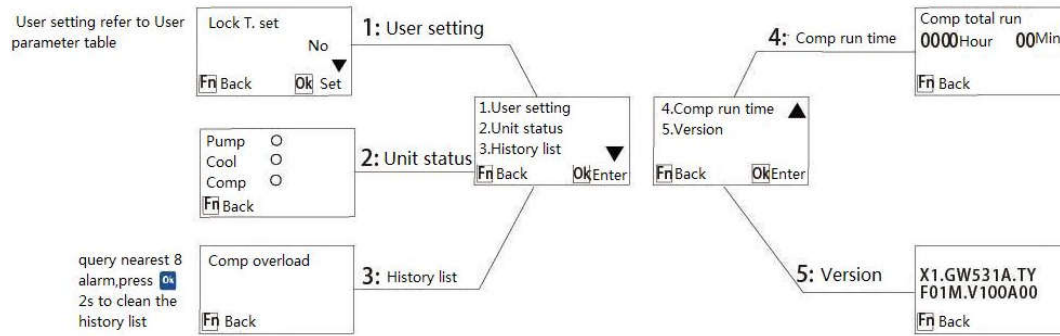 User setting refer to User
parameter table
Lock T. set
No
Fn Back Ok Set
1: User setting
Pump
Cool
Comp
Fn Back
2: Unit status
query nearest 8
alarm,press Ok
2s to clean the
history list
Comp overload
Fn Back
3: History list
1.User setting
2.Unit status
3.History list
Fn Back Ok Enter
4.Comp run time
5.Version
Fn Back Ok Enter
4: Comp run time
Comp total run
0000 Hour 00 Min
Fn Back
5: Version
X1.GW531A.TY
F01M.V100A00
Fn Back